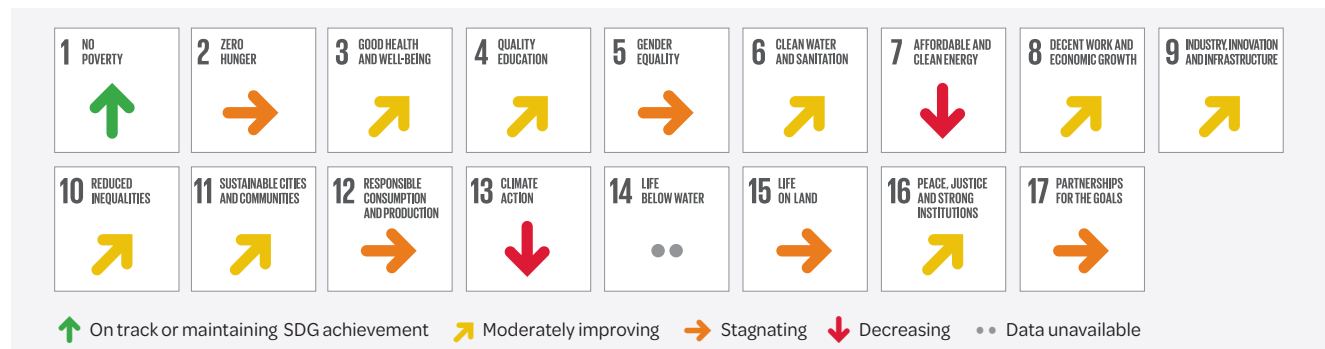 1 NO POVERTY
2 ZERO HUNGER
3 GOOD HEALTH AND WELL-BEING
4 QUALITY EDUCATION
5 GENDER EQUALITY
6 CLEAN WATER AND SANITATION
7 AFFORDABLE AND CLEAN ENERGY
8 DECENT WORK AND ECONOMIC GROWTH
9 INDUSTRY, INNOVATION AND INFRASTRUCTURE
10 REDUCED INEQUALITIES
11 SUSTAINABLE CITIES AND COMMUNITIES
12 RESPONSIBLE CONSUMPTION AND PRODUCTION
13 CLIMATE ACTION
14 LIFE BELOW WATER
15 LIFE ON LAND
16 PEACE, JUSTICE AND STRONG INSTITUTIONS
17 PARTNERSHIPS FOR THE GOALS
On track or maintaining SDG achievement
Moderately improving
Stagnating
Decreasing
Data unavailable